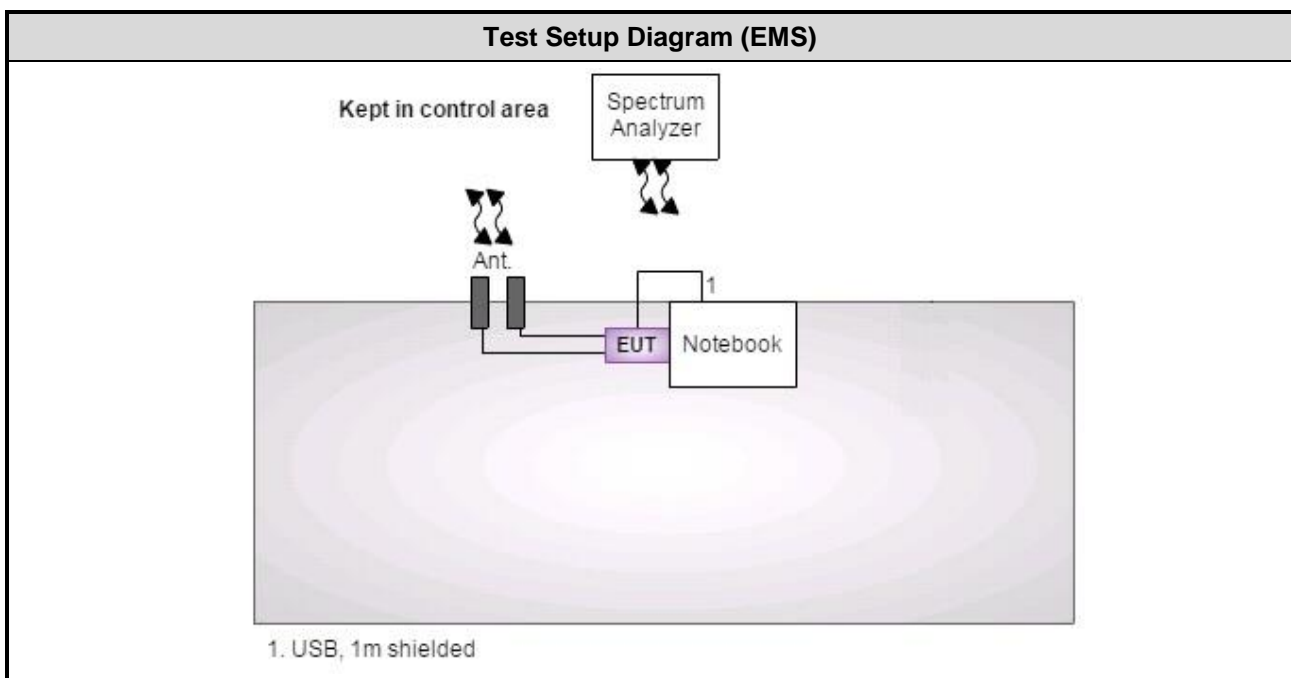 Test Setup Diagram (EMS)
Kept in control area
Spectrum
Analyzer
Ant.
1
EUT
Notebook
1. USB, 1m shielded